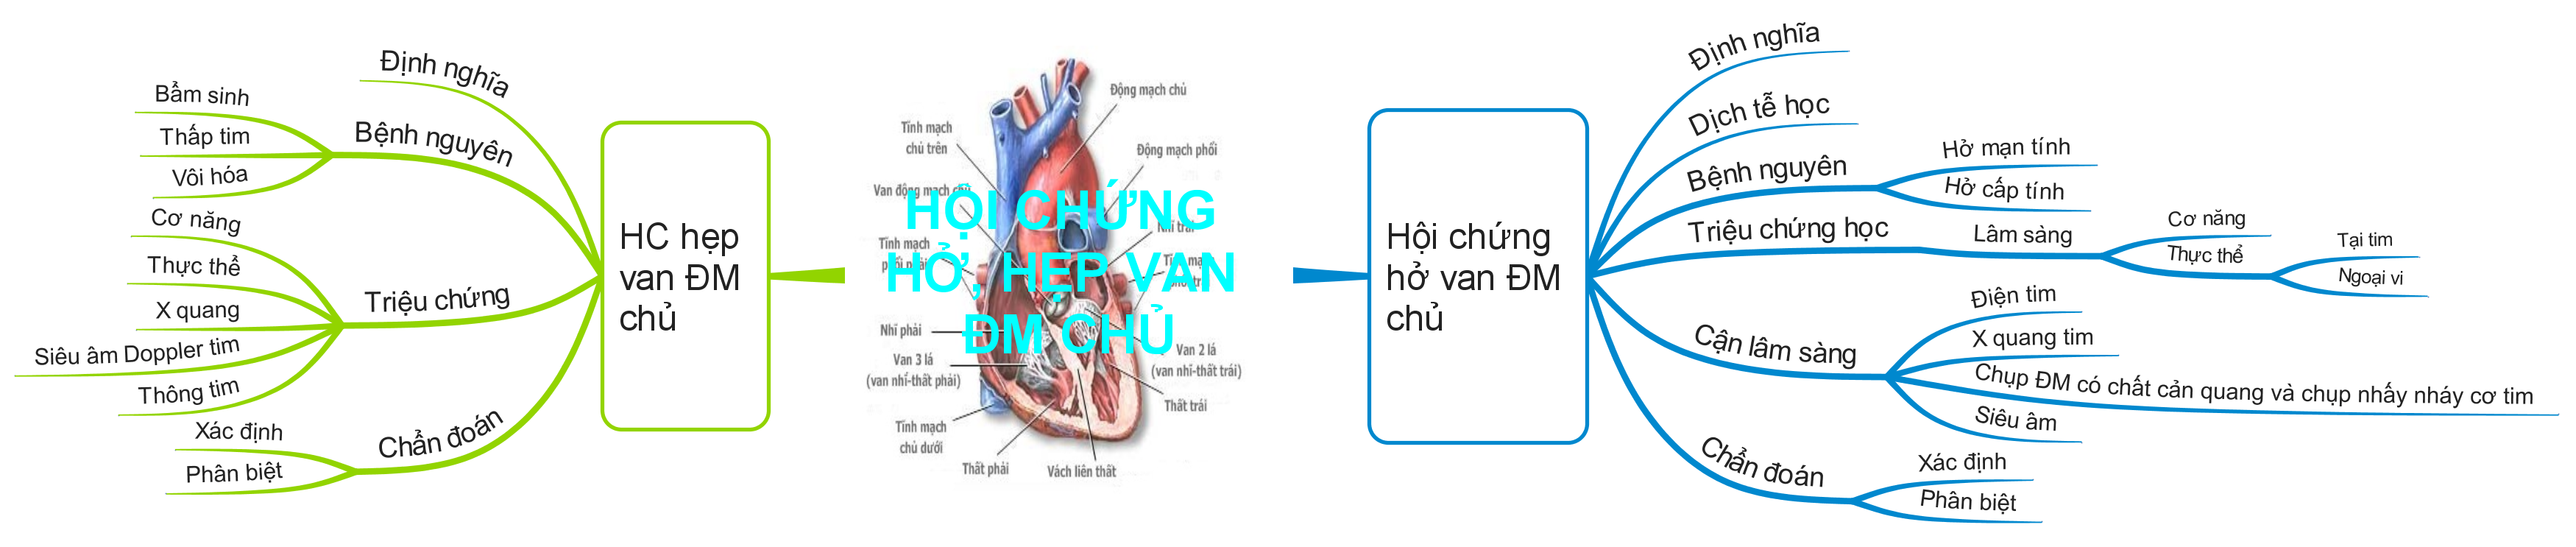 Định nghĩa
Bẩm sinh
Bệnh nguyên
Thấp tim
Vôi hóa
Cơ năng
Thực thể
Triệu chứng
X quang
Siêu âm Doppler tim
Thông tim
Chẩn đoán
Xác định
Phân biệt
HC hẹp
van ĐM
chủ
Động mạch chủ
Tĩnh mạch
chủ trên
Động mạch phổi
Van động mạch chủ
HỘI CHỨNG
HỞ, HẸP VAN
ĐM CHỦ
Nhĩ trái
Tĩnh mạch
Nhĩ phải
Van 3 lá
(van nhĩ-thất phải)
Van 2 lá
(van nhĩ-thất trái)
Thất trái
Tĩnh mạch
chủ dưới
Thất phải
Vách liên thất
Hội chứng
hở van ĐM
chủ
Định nghĩa
Dịch tễ học
Bệnh nguyên
Hở mạn tính
Hở cấp tính
Triệu chứng học
Lâm sàng
Cơ năng
Thực thể
Tại tim
Ngoại vi
Cận lâm sàng
Điện tim
X quang tim
Chụp ĐM có chất cản quang và chụp nhấy nháy cơ tim
Siêu âm
Chẩn đoán
Xác định
Phân biệt